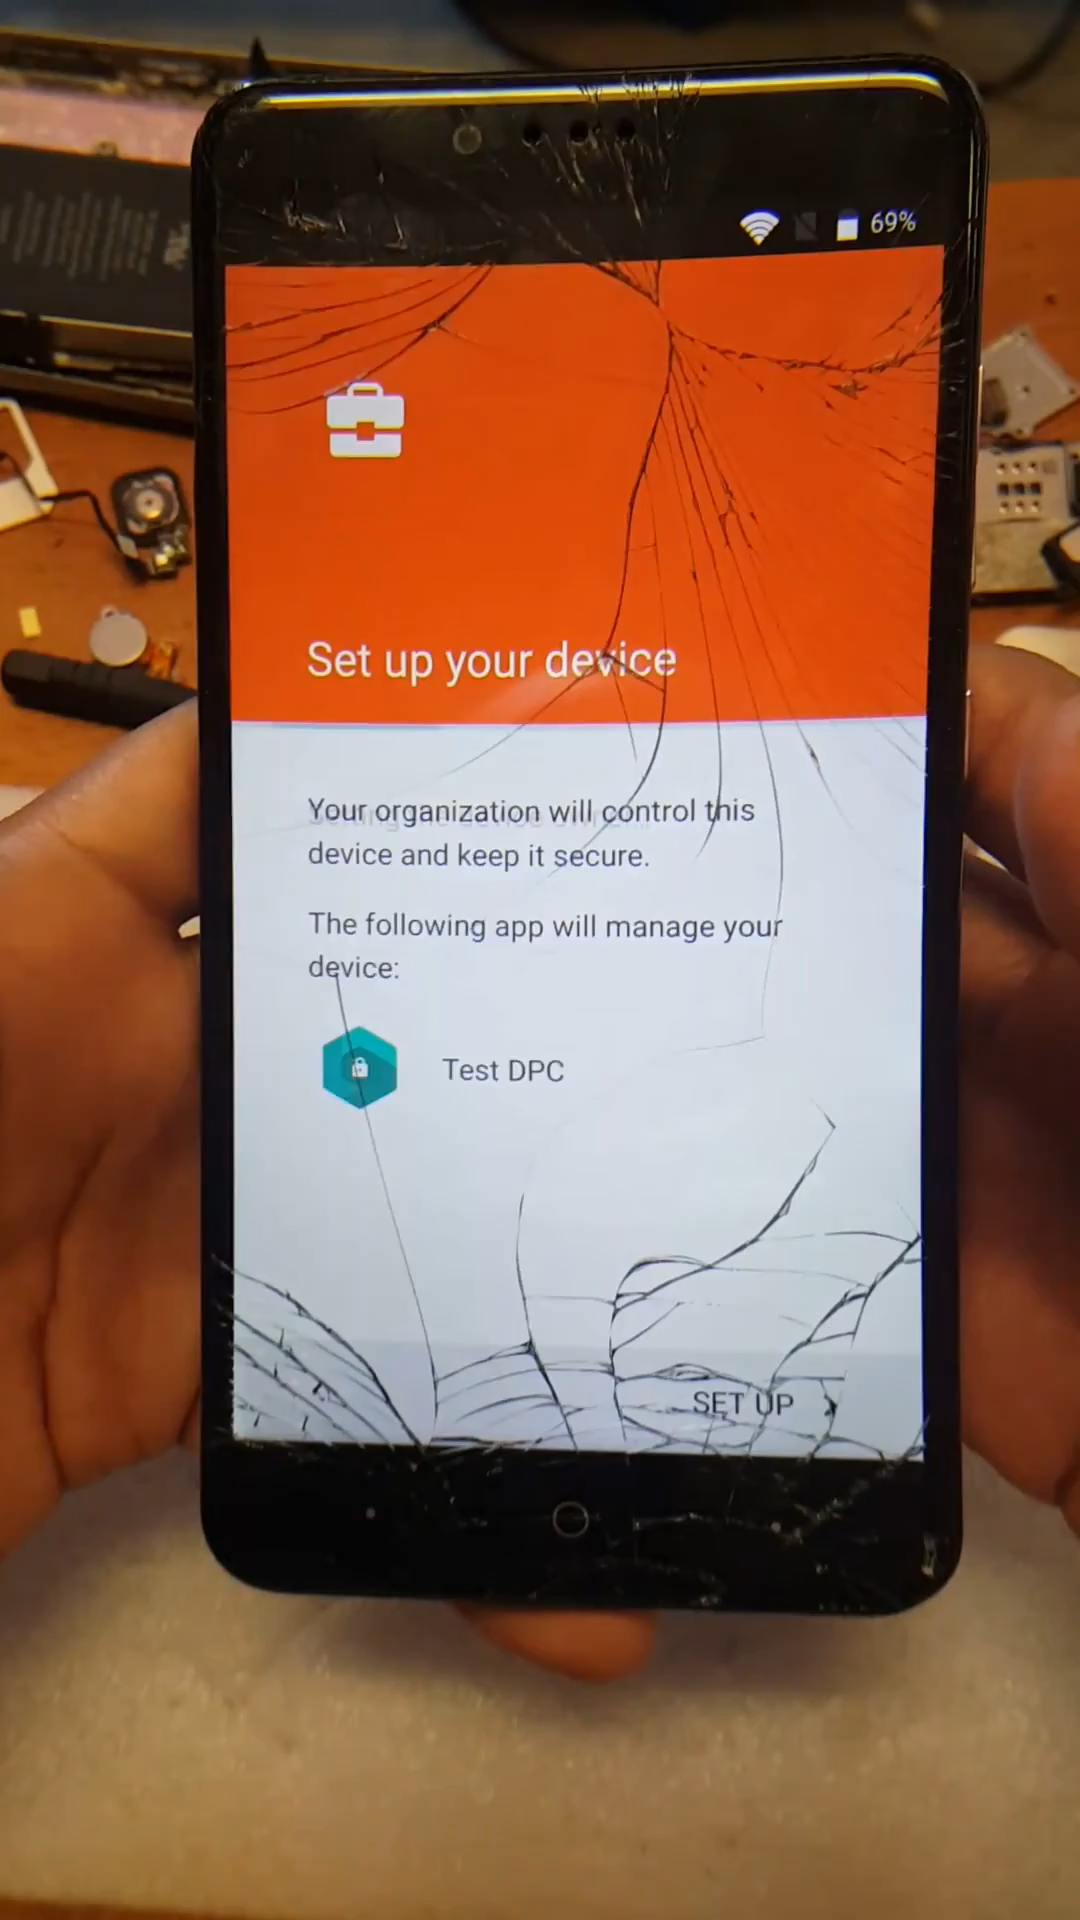 69%
Set up your device
Your organization will control this
device and keep it secure.
The following app will manage your
device:
Test DPC
SET UP